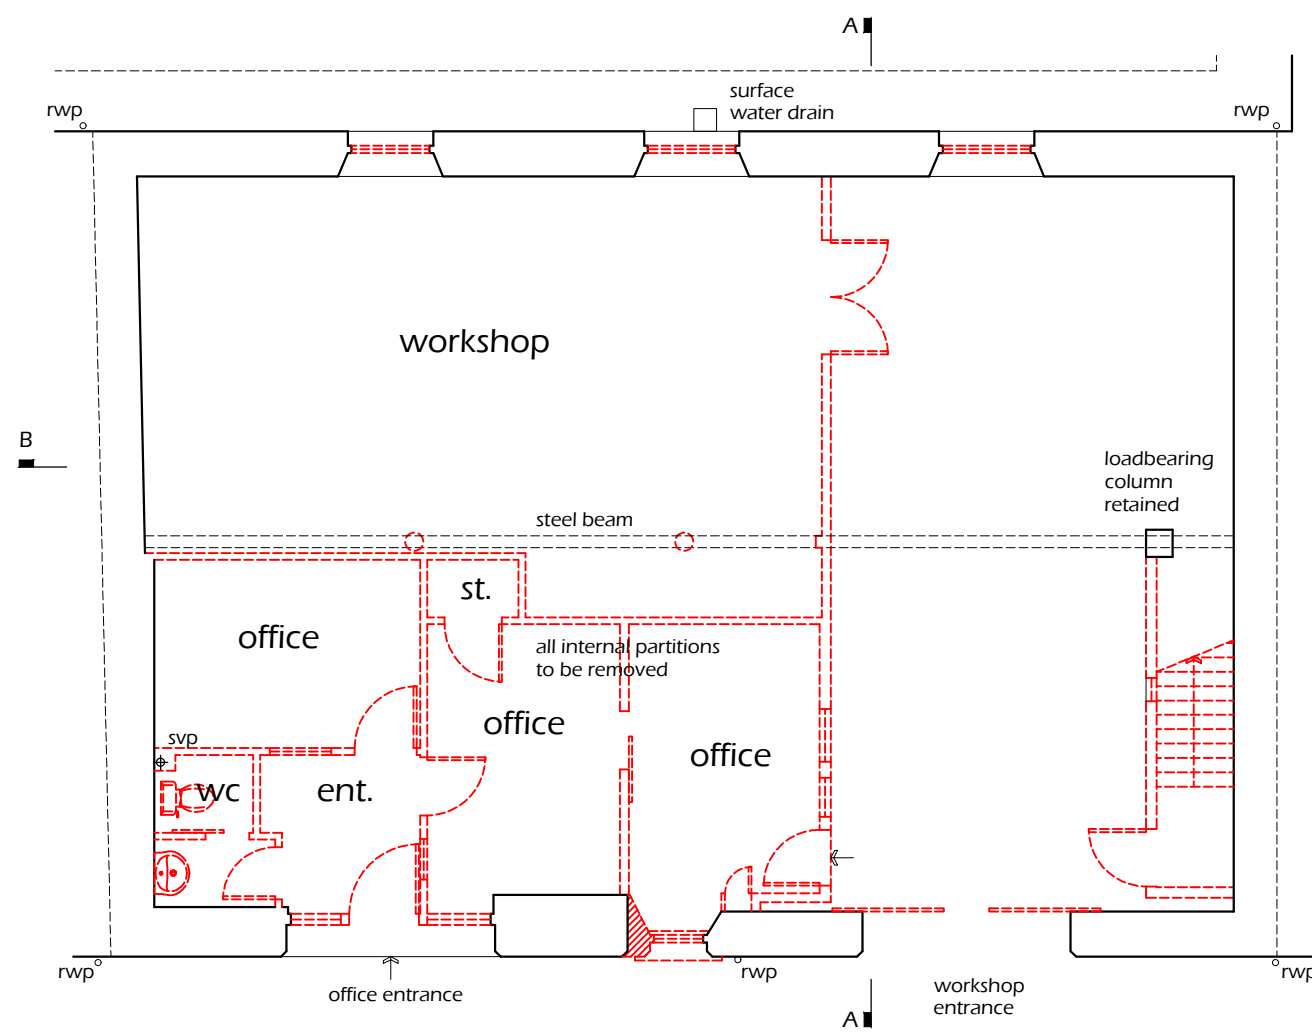 A
surface
water drain
rwp
rwp
workshop
B
loadbearing
column
retained
steel beam
st.
office
all internal partitions
to be removed
office
svp
office
wc
ent.
rwp
rwp
rwp
office entrance
workshop
entrance
A